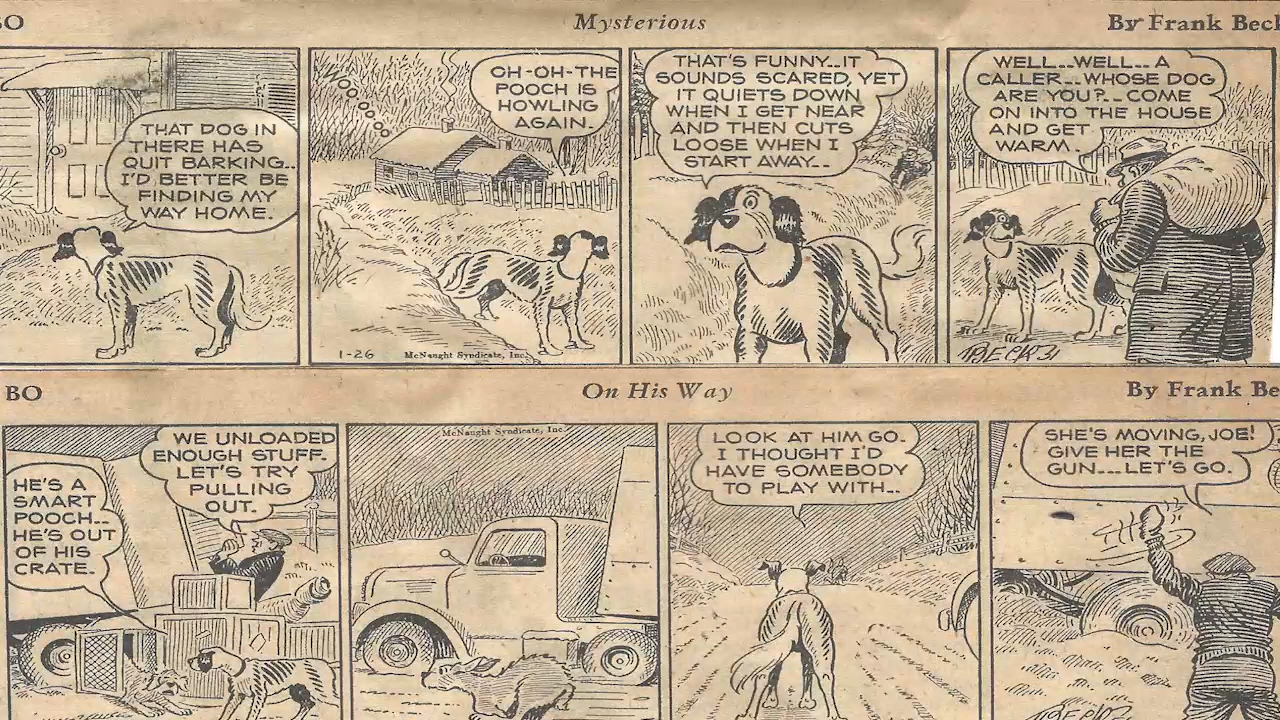 BO
Mysterious
By Frank Beck
THAT DOG IN
THERE HAS
QUIT BARKING..
I'D BETTER BE
FINDING MY
WAY HOME.
WOO-OO-OO
OH-OH-THE
POOCH IS
HOWLING
AGAIN.
1-26
McNaught Syndicate, Inc.
THAT'S FUNNY..IT
SOUNDS SCARED, YET
IT QUIETS DOWN
WHEN I GET NEAR
AND THEN CUTS
LOOSE WHEN I
START AWAY..
WELL..WELL..A
CALLER..WHOSE DOG
ARE YOU?..COME
ON INTO THE HOUSE
AND GET
WARM.
BECK
BO
On His Way
By Frank Be
WE UNLOADED
ENOUGH STUFF.
LET'S TRY
PULLING
OUT.
HE'S A
SMART
POOCH..
HE'S OUT
OF HIS
CRATE.
McNaught Syndicate, Inc.
LOOK AT HIM GO.
I THOUGHT I'D
HAVE SOMEBODY
TO PLAY WITH..
SHE'S MOVING, JOE!
GIVE HER THE
GUN...LET'S GO.
BECK